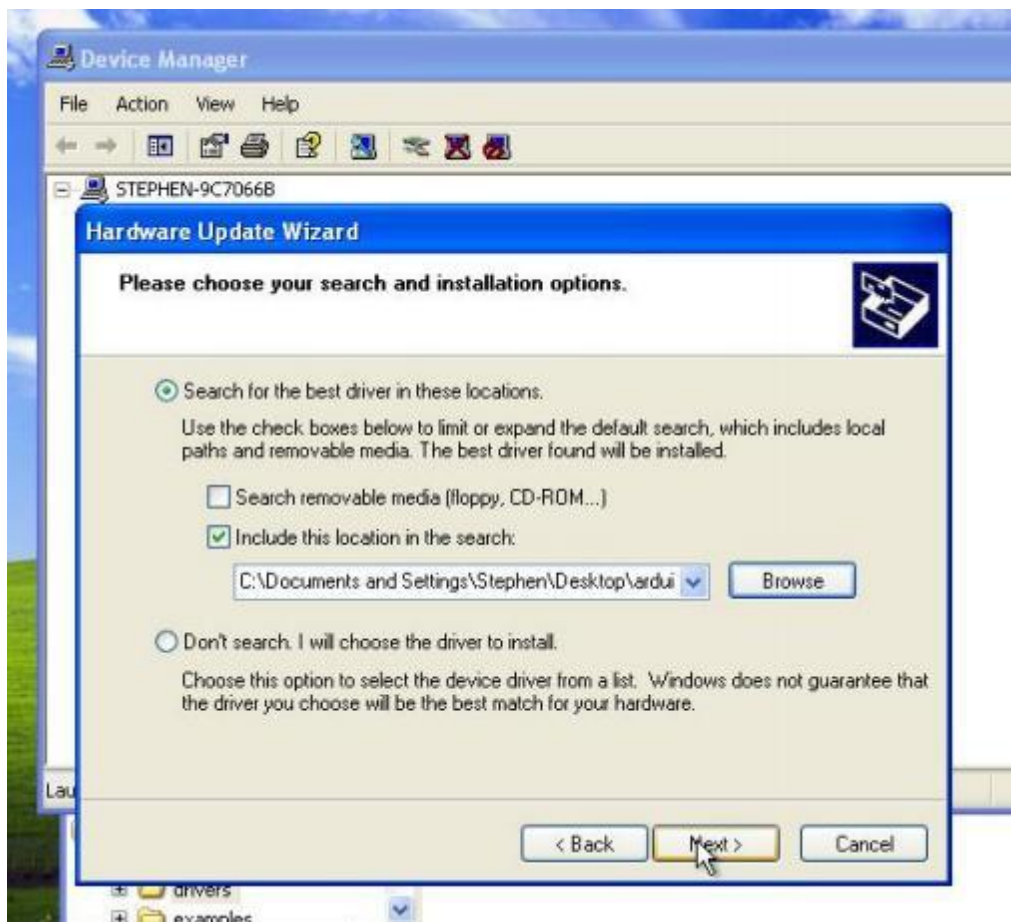 Device Manager
File Action View Help
STEPHEN-9C7066B
Hardware Update Wizard
Please choose your search and installation options.
Search for the best driver in these locations.
Use the check boxes below to limit or expand the default search, which includes local
paths and removable media. The best driver found will be installed.
Search removable media (floppy, CD-ROM...)
Include this location in the search:
C:\Documents and Settings\Stephen\Desktop\ardui Browse
Don't search. I will choose the driver to install.
Choose this option to select the device driver from a list. Windows does not guarantee that
the driver you choose will be the best match for your hardware.
Lau
< Back Next > Cancel
drivers
examples